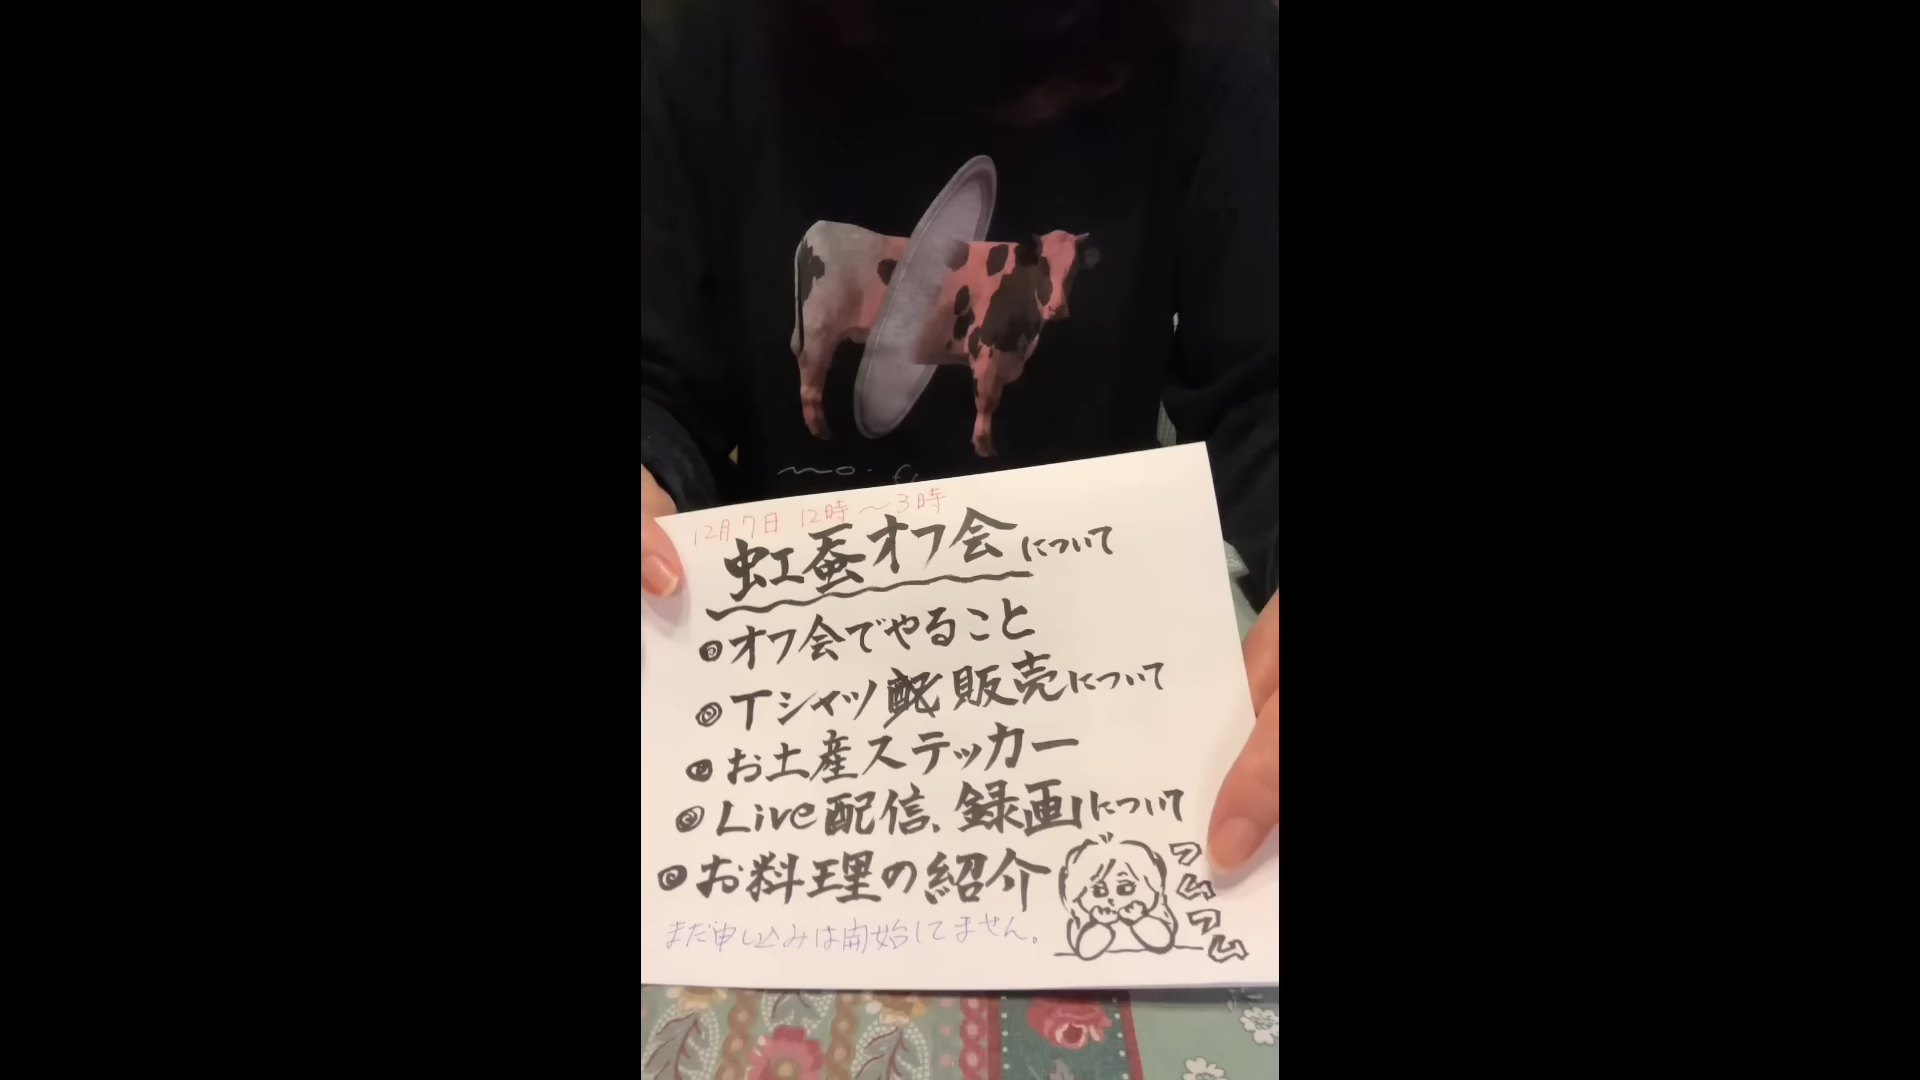 12月7日 12時〜3時
虹蚕オフ会について
◎オフ会でやること
◎Tシャツ販売について
◎お土産ステッカー
◎Live配信、録画について
◎お料理の紹介
フムフム
まだ申し込みは開始してません。